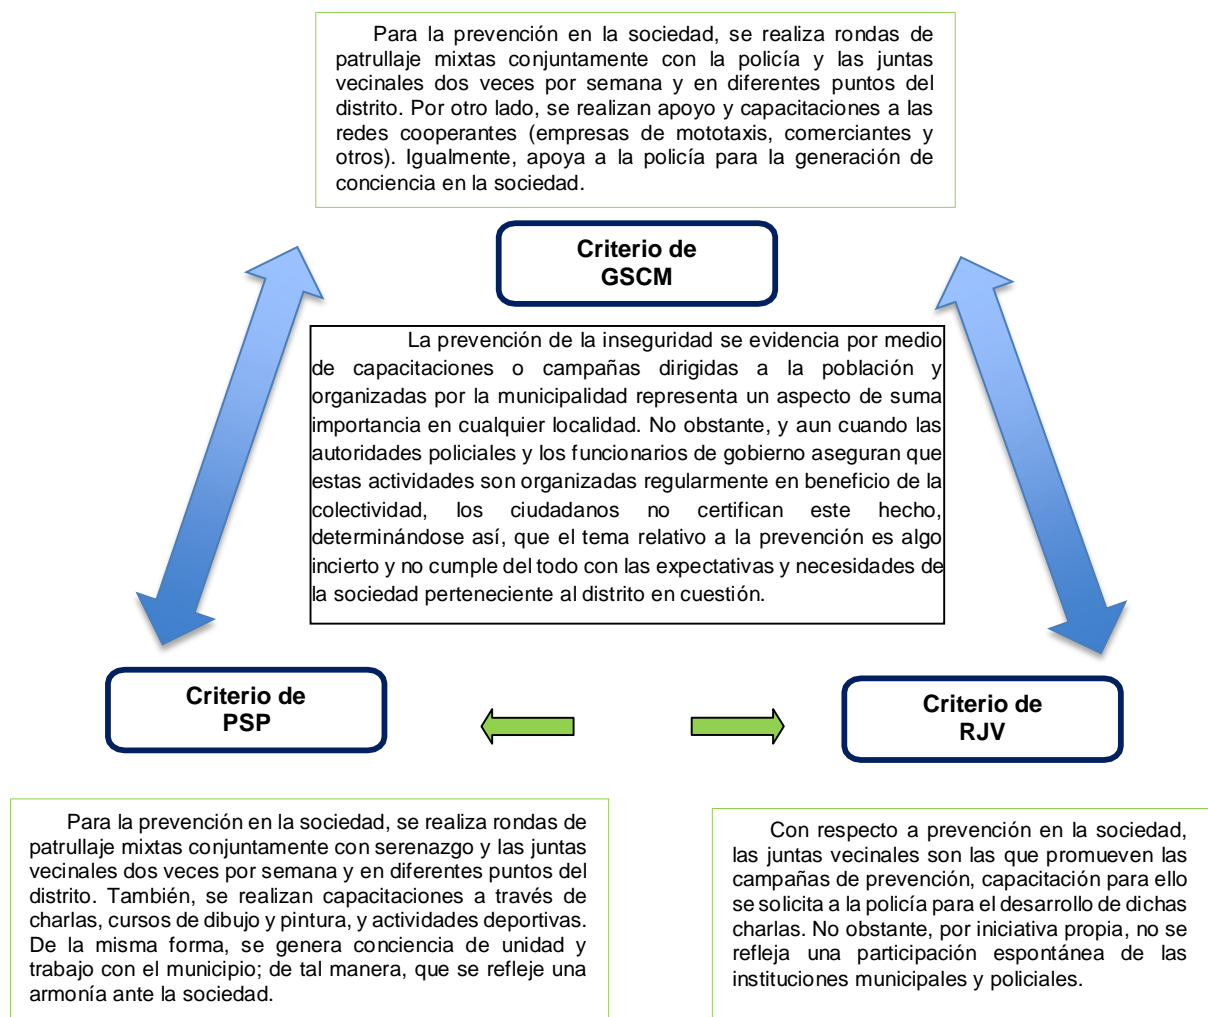 Para la prevención en la sociedad, se realiza rondas de
patrullaje mixtas conjuntamente con la policía y las juntas
vecinales dos veces por semana y en diferentes puntos del
distrito. Por otro lado, se realizan apoyo y capacitaciones a las
redes cooperantes (empresas de mototaxis, comerciantes y
otros). Igualmente, apoya a la policía para la generación de
conciencia en la sociedad.
Criterio de
GSCM
La prevención de la inseguridad se evidencia por medio
de capacitaciones o campañas dirigidas a la población y
organizadas por la municipalidad representa un aspecto de suma
importancia en cualquier localidad. No obstante, y aun cuando las
autoridades policiales y los funcionarios de gobierno aseguran que
estas actividades son organizadas regularmente en beneficio de la
colectividad, los ciudadanos no certifican este hecho,
determinándose así, que el tema relativo a la prevención es algo
incierto y no cumple del todo con las expectativas y necesidades de
la sociedad perteneciente al distrito en cuestión.
Criterio de
PSP
Criterio de
RJV
Para la prevención en la sociedad, se realiza rondas de
patrullaje mixtas conjuntamente con serenazgo y las juntas
vecinales dos veces por semana y en diferentes puntos del
distrito. También, se realizan capacitaciones a través de
charlas, cursos de dibujo y pintura, y actividades deportivas.
De la misma forma, se genera conciencia de unidad y
trabajo con el municipio; de tal manera, que se refleje una
armonía ante la sociedad.
Con respecto a prevención en la sociedad,
las juntas vecinales son las que promueven las
campañas de prevención, capacitación para ello
se solicita a la policía para el desarrollo de dichas
charlas. No obstante, por iniciativa propia, no se
refleja una participación espontánea de las
instituciones municipales y policiales.